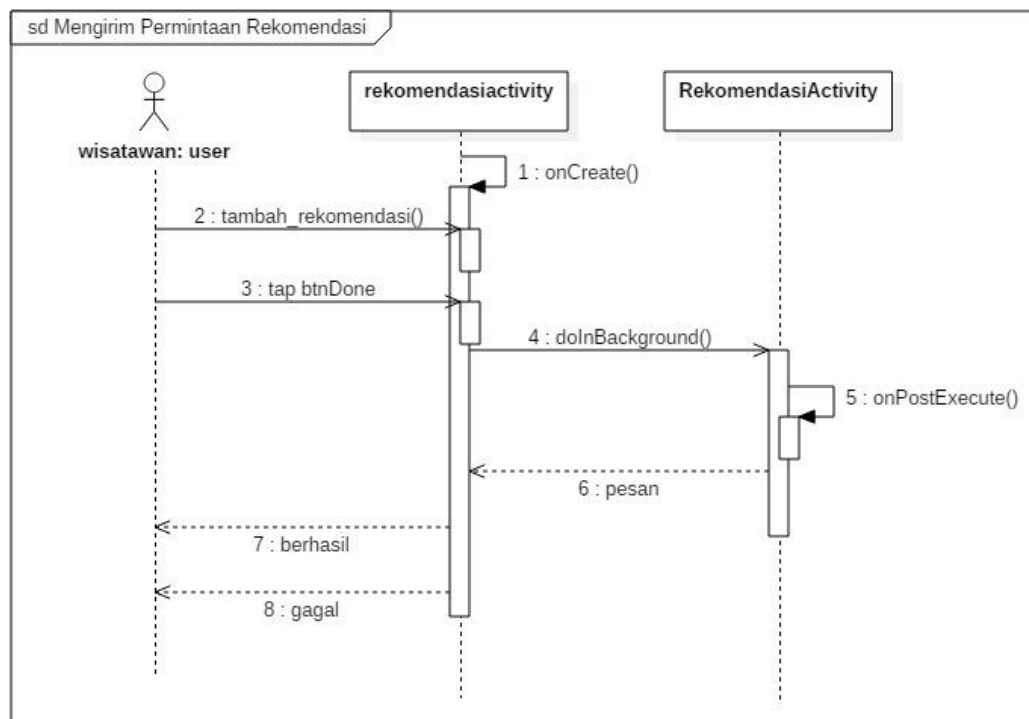 sd Mengirim Permintaan Rekomendasi
rekomendasiactivity
RekomendasiActivity
wisatawan: user
1 : onCreate()
2 : tambah_rekomendasi()
3 : tap btnDone
4 : doInBackground()
5 : onPostExecute()
6 : pesan
7 : berhasil
8 : gagal